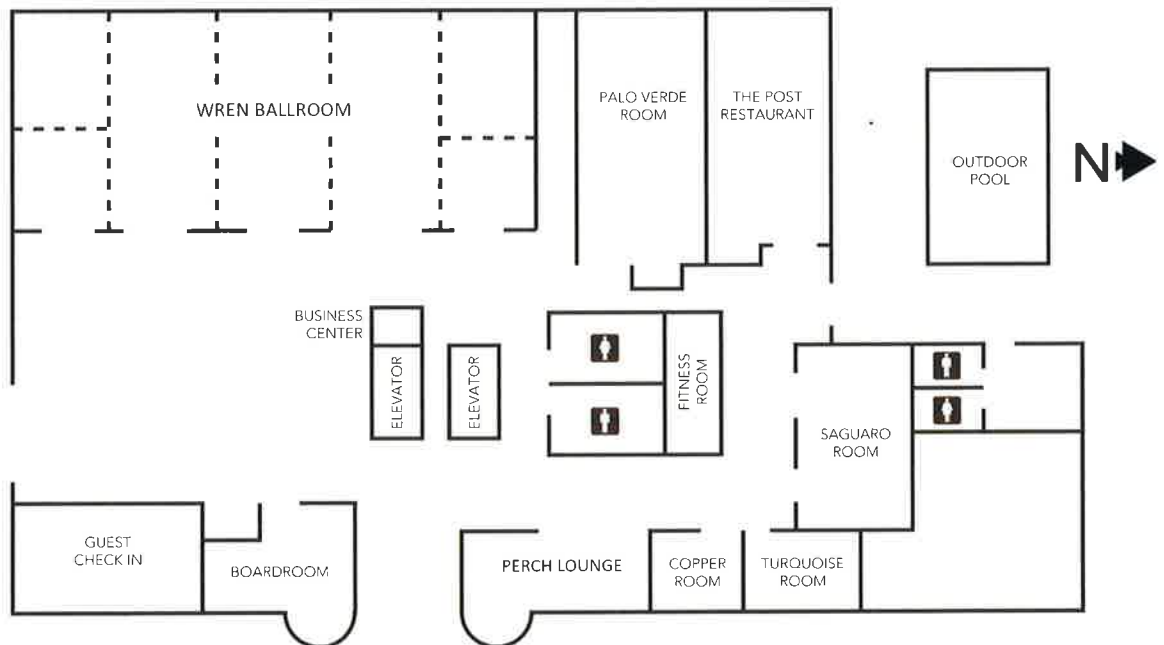 WREN BALLROOM
PALO VERDE
ROOM
THE POST
RESTAURANT
OUTDOOR
POOL
N
BUSINESS
CENTER
ELEVATOR
ELEVATOR
FITNESS
ROOM
SAGUARO
ROOM
GUEST
CHECK IN
BOARDROOM
PERCH LOUNGE
COPPER
ROOM
TURQUOISE
ROOM